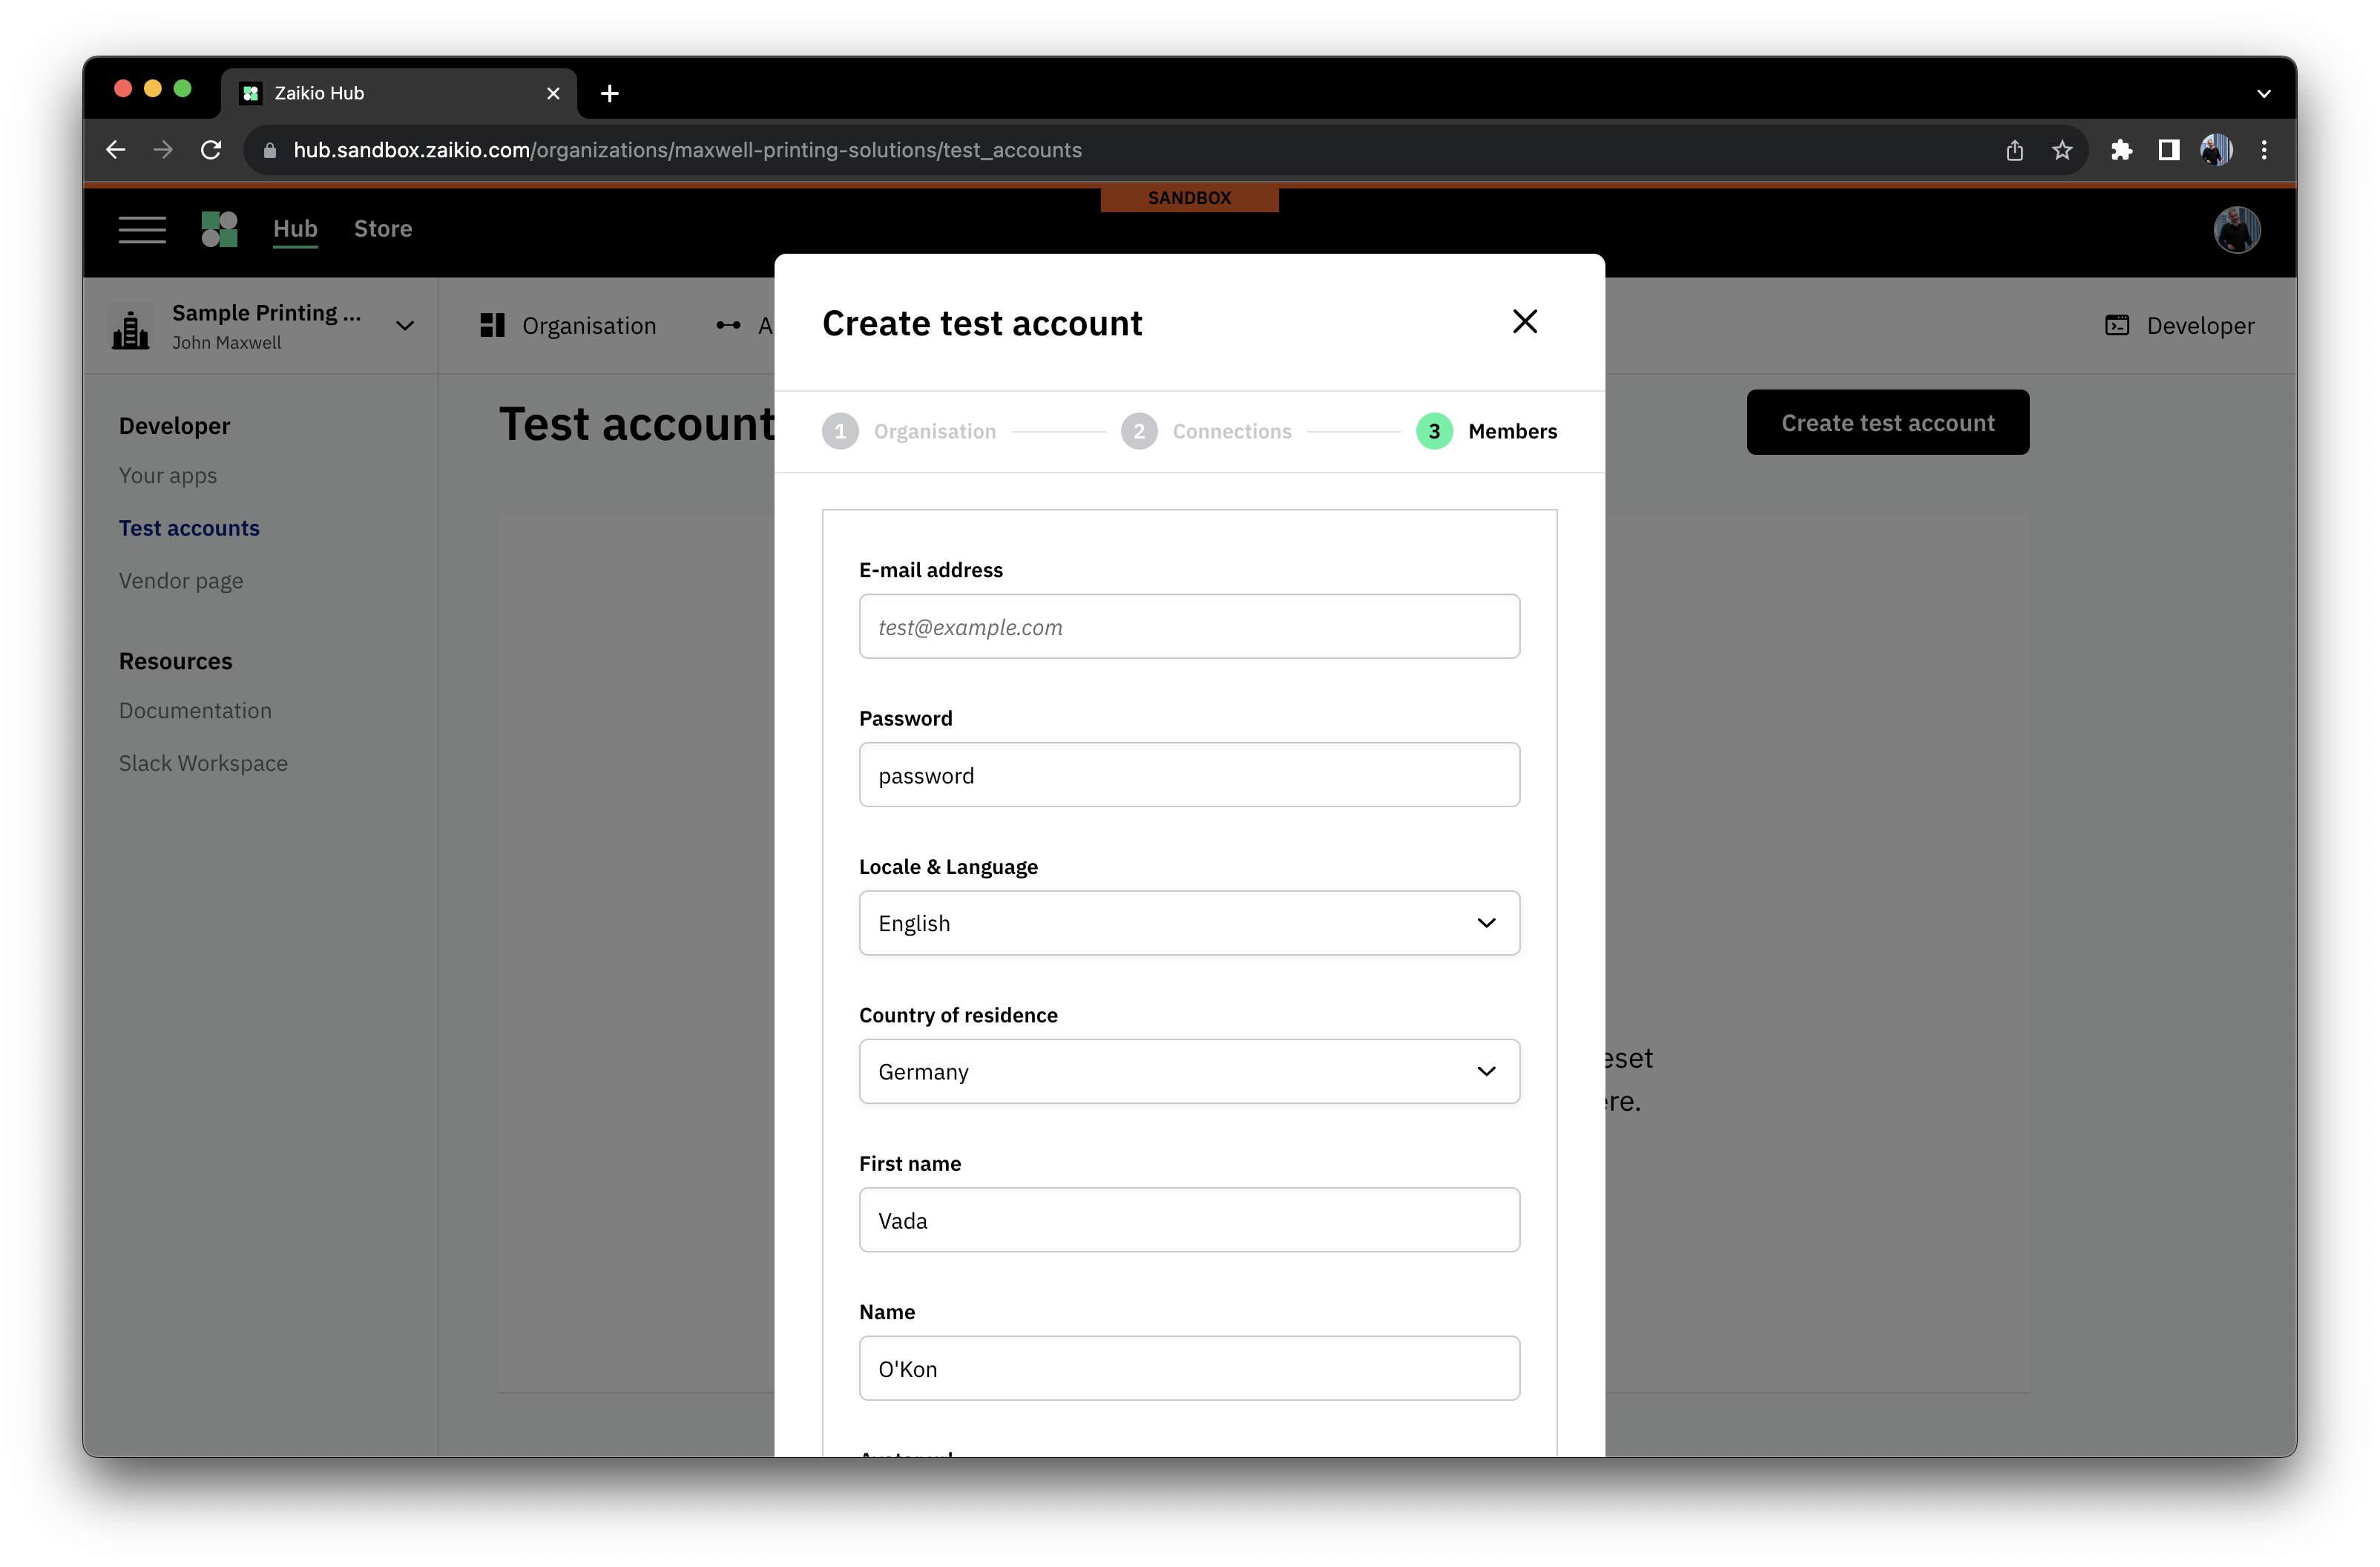 Zaikio Hub
hub.sandbox.zaikio.com/organizations/maxwell-printing-solutions/test_accounts
SANDBOX
Hub
Store
Sample Printing ...
John Maxwell
Organisation
A
Developer
Developer
Your apps
Test accounts
Vendor page
Resources
Documentation
Slack Workspace
Test account
Create test account
Create test account
1 Organisation
2 Connections
3 Members
E-mail address
test@example.com
Password
password
Locale & Language
English
Country of residence
Germany
eset
ere.
First name
Vada
Name
O'Kon